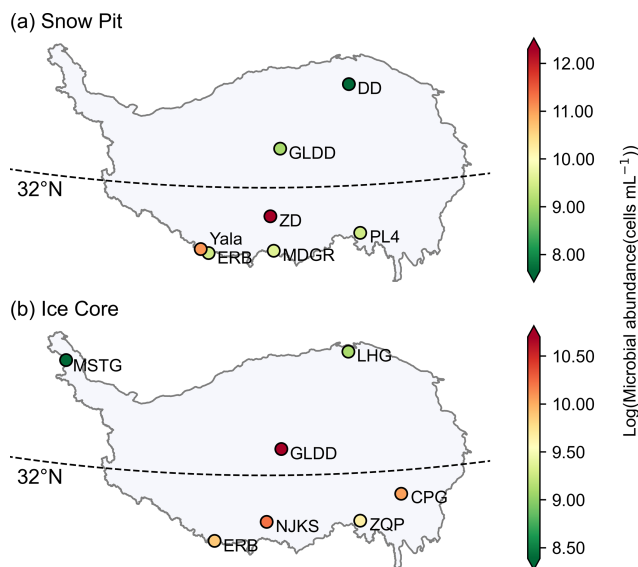 (a) Snow Pit
DD
GLDD
32°N
ZD
PL4
Yala
ERB
MDGR
12.00
11.00
10.00
9.00
8.00
(b) Ice Core
MSTG
LHG
GLDD
32°N
CPG
NJKS
ZQP
ERB
10.50
10.00
9.50
9.00
8.50
Log(Microbial abundance(cells mL⁻¹))